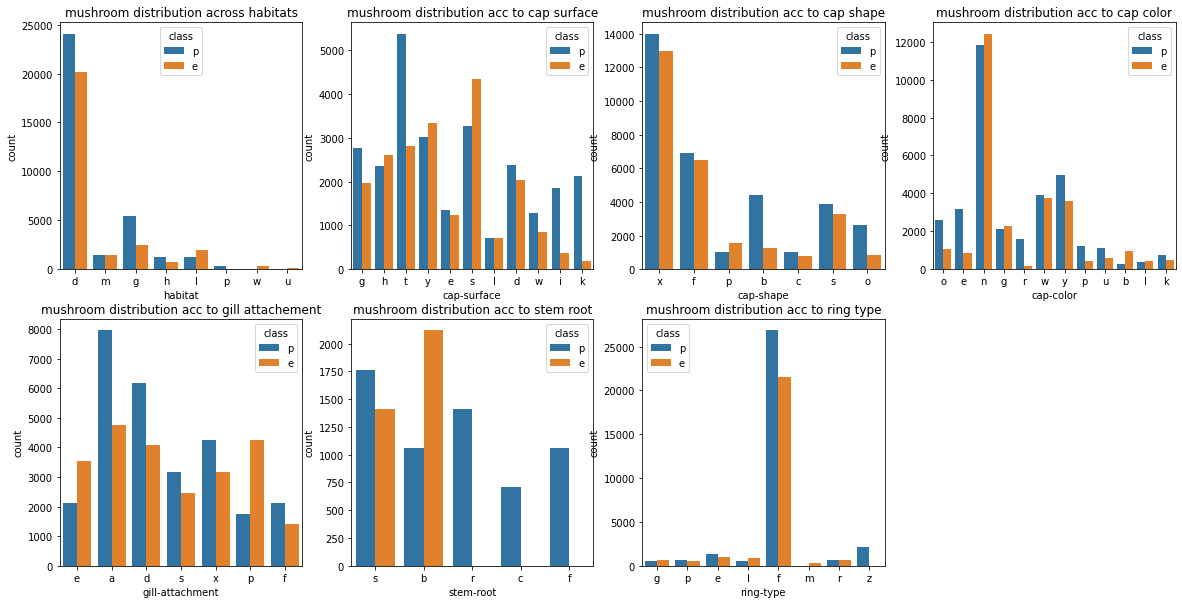 mushroom distribution across habitats
class
p
e
count
25000
20000
15000
10000
5000
0
d m g h l p w u
habitat
mushroom distribution acc to cap surface
class
p
e
count
5000
4000
3000
2000
1000
0
g h t y e s l d w i k
cap-surface
mushroom distribution acc to cap shape
class
p
e
count
14000
12000
10000
8000
6000
4000
2000
0
x f p b c s o
cap-shape
mushroom distribution acc to cap color
class
p
e
count
12000
10000
8000
6000
4000
2000
0
o e n g r w y p u b l k
cap-color
mushroom distribution acc to gill attachement
class
p
e
count
8000
7000
6000
5000
4000
3000
2000
1000
0
e a d s x p f
gill-attachment
mushroom distribution acc to stem root
class
p
e
count
2000
1750
1500
1250
1000
750
500
250
0
s b r c f
stem-root
mushroom distribution acc to ring type
class
p
e
count
25000
20000
15000
10000
5000
0
g p e l f m r z
ring-type